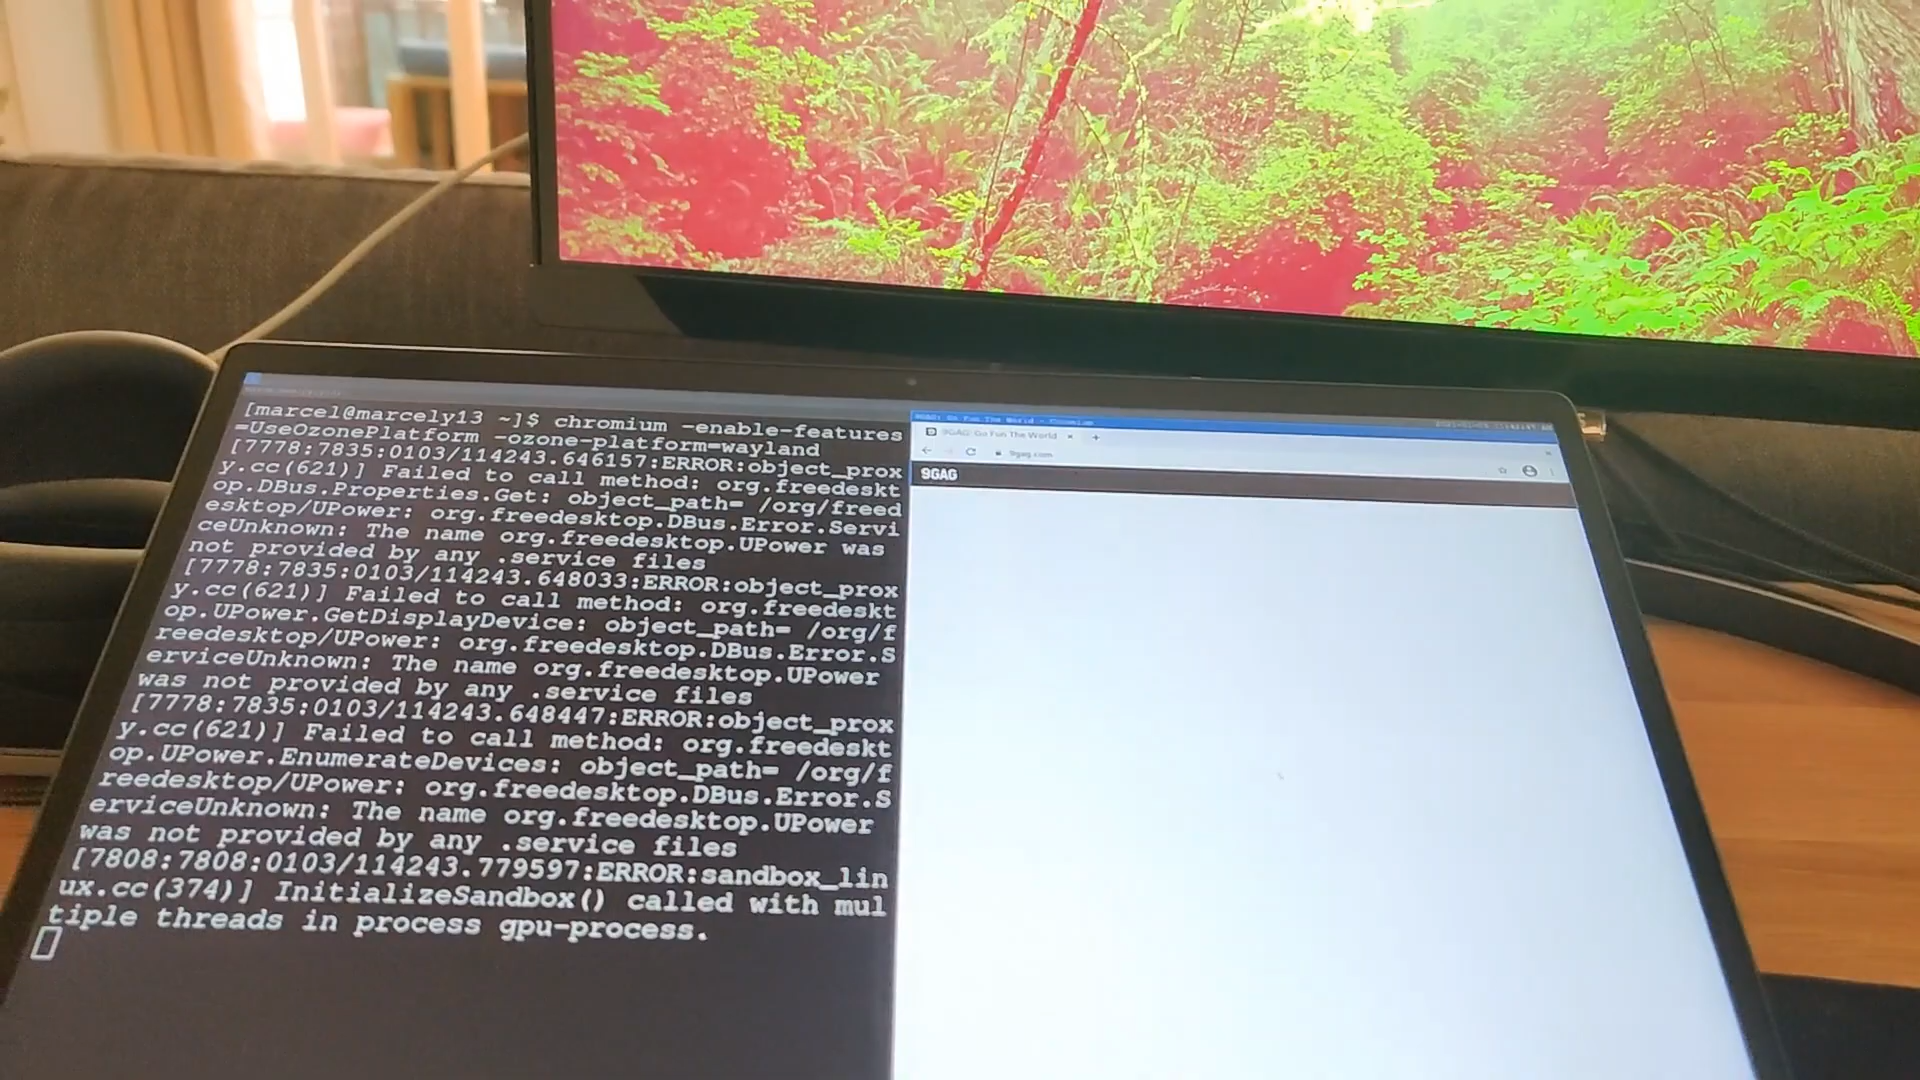 [marcel@marcely13 ~]$ chromium -enable-features
=UseOzonePlatform -ozone-platform=wayland
[7778:7835:0103/114243.646157:ERROR:object_prox
y.cc(621)] Failed to call method: org.freedeskt
op.DBus.Properties.Get: object_path= /org/freed
esktop/UPower: org.freedesktop.DBus.Error.Servi
ceUnknown: The name org.freedesktop.UPower was
not provided by any .service files
[7778:7835:0103/114243.648033:ERROR:object_prox
y.cc(621)] Failed to call method: org.freedeskt
op.UPower.GetDisplayDevice: object_path= /org/f
reedesktop/UPower: org.freedesktop.DBus.Error.S
erviceUnknown: The name org.freedesktop.UPower
was not provided by any .service files
[7778:7835:0103/114243.648447:ERROR:object_prox
y.cc(621)] Failed to call method: org.freedeskt
op.UPower.EnumerateDevices: object_path= /org/f
reedesktop/UPower: org.freedesktop.DBus.Error.S
erviceUnknown: The name org.freedesktop.UPower
was not provided by any .service files
[7808:7808:0103/114243.779597:ERROR:sandbox_lin
ux.cc(374)] InitializeSandbox() called with mul
tiple threads in process gpu-process.
9GAG: Go Fun The World - Chromium
9GAG: Go Fun The World
9gag.com
9GAG